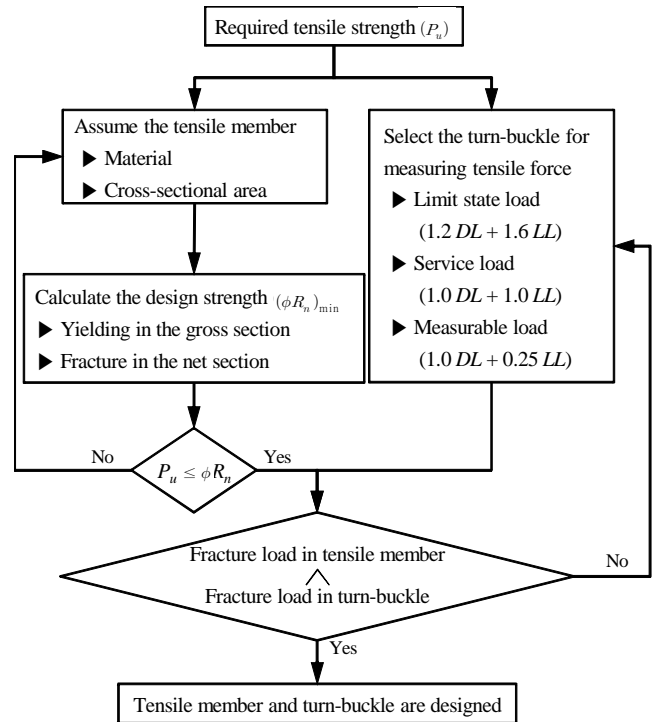 Required tensile strength (P_u)
Assume the tensile member
▶ Material
▶ Cross-sectional area
Select the turn-buckle for
measuring tensile force
▶ Limit state load
(1.2 DL + 1.6 LL)
▶ Service load
(1.0 DL + 1.0 LL)
▶ Measurable load
(1.0 DL + 0.25 LL)
Calculate the design strength (ϕR_n)_min
▶ Yielding in the gross section
▶ Fracture in the net section
No
P_u ≤ ϕR_n
Yes
Fracture load in tensile member
∧
Fracture load in turn-buckle
No
Yes
Tensile member and turn-buckle are designed